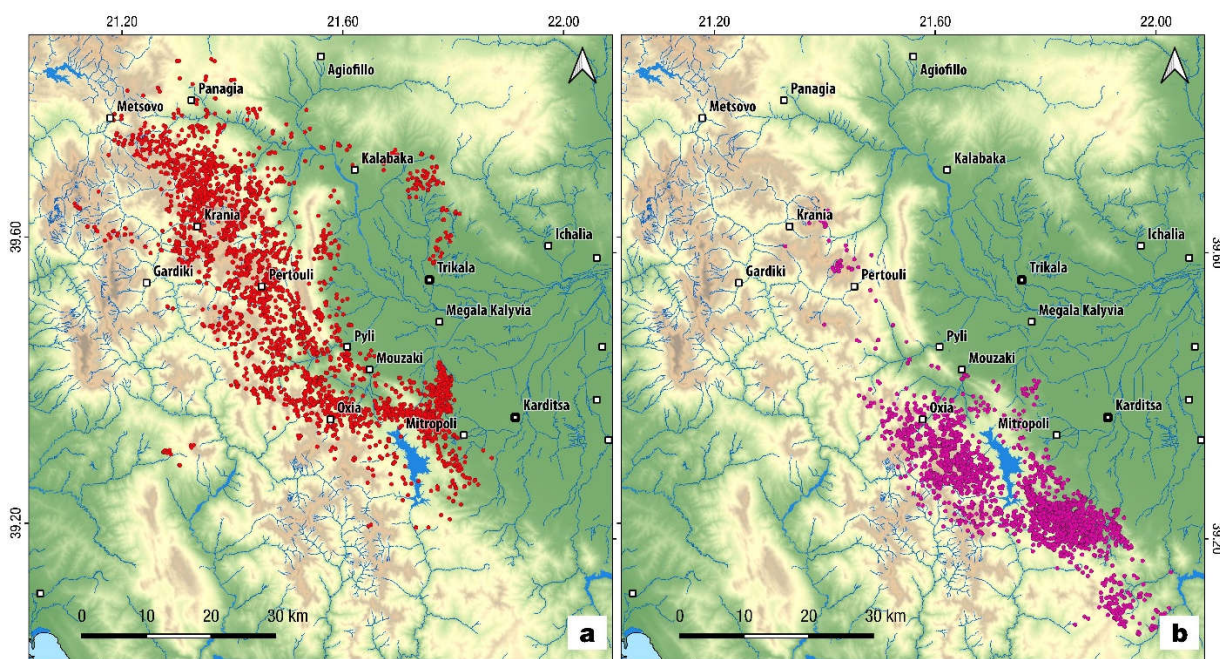 21.20 21.60 22.00
Agiofillo
Panagia
Metsovo
Kalabaka
Krania
Ichalia
39.60
Gardiki
Pertouli
Trikala
Megala Kalyvia
Pyli
Mouzaki
Oxia
Karditsa
Mitropoli
39.20
0 10 20 30 km
a
21.20 21.60 22.00
Agiofillo
Panagia
Metsovo
Kalabaka
Krania
Ichalia
39.60
Gardiki
Pertouli
Trikala
Megala Kalyvia
Pyli
Mouzaki
Oxia
Karditsa
Mitropoli
39.20
0 10 20 30 km
b